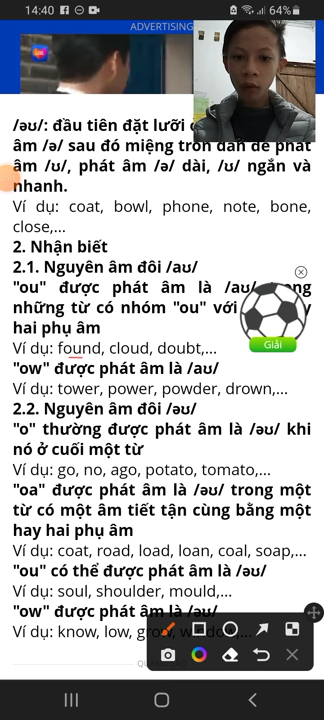 14:40
64%
ADVERTISING
/əʊ/: đầu tiên đặt lưỡi
âm /ə/ sau đó miệng tròn dần để phát
âm /ʊ/, phát âm /ə/ dài, /ʊ/ ngắn và
nhanh.
Ví dụ: coat, bowl, phone, note, bone,
close,...
2. Nhận biết
2.1. Nguyên âm đôi /aʊ/
"ou" được phát âm là /aʊ/
những từ có nhóm "ou" với
hai phụ âm
Giải
Ví dụ: found, cloud, doubt,...
"ow" được phát âm là /aʊ/
Ví dụ: tower, power, powder, drown,...
2.2. Nguyên âm đôi /əʊ/
"o" thường được phát âm là /əʊ/ khi
nó ở cuối một từ
Ví dụ: go, no, ago, potato, tomato,...
"oa" được phát âm là /əʊ/ trong một
từ có một âm tiết tận cùng bằng một
hay hai phụ âm
Ví dụ: coat, road, load, loan, coal, soap,...
"ou" có thể được phát âm là /əʊ/
Ví dụ: soul, shoulder, mould,...
"ow" được phát âm là /əʊ/
Ví dụ: know, low, grow,